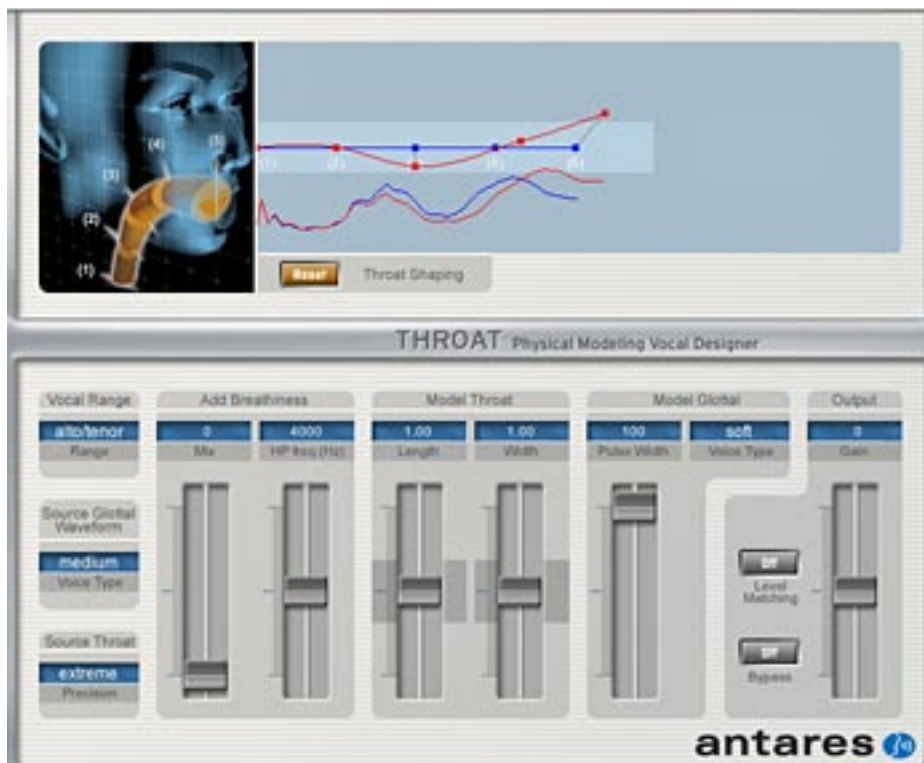 (5)
(4)
(3)
(2)
(1)
(1) (2) (4) (5)
Reset Throat Shaping
THROAT Physical Modeling Vocal Designer
Vocal Range
alto/tenor
Range
Source Glottal
Waveform
medium
Voice Type
Source Throat
extreme
Precision
Add Breathiness
0 4000
Mix HP freq (Hz)
Model Throat
1.00 1.00
Length Width
Model Glottal
100 soft
Pulse Width Voice Type
Output
0
Gain
Off
Level
Matching
Off
Bypass
antares